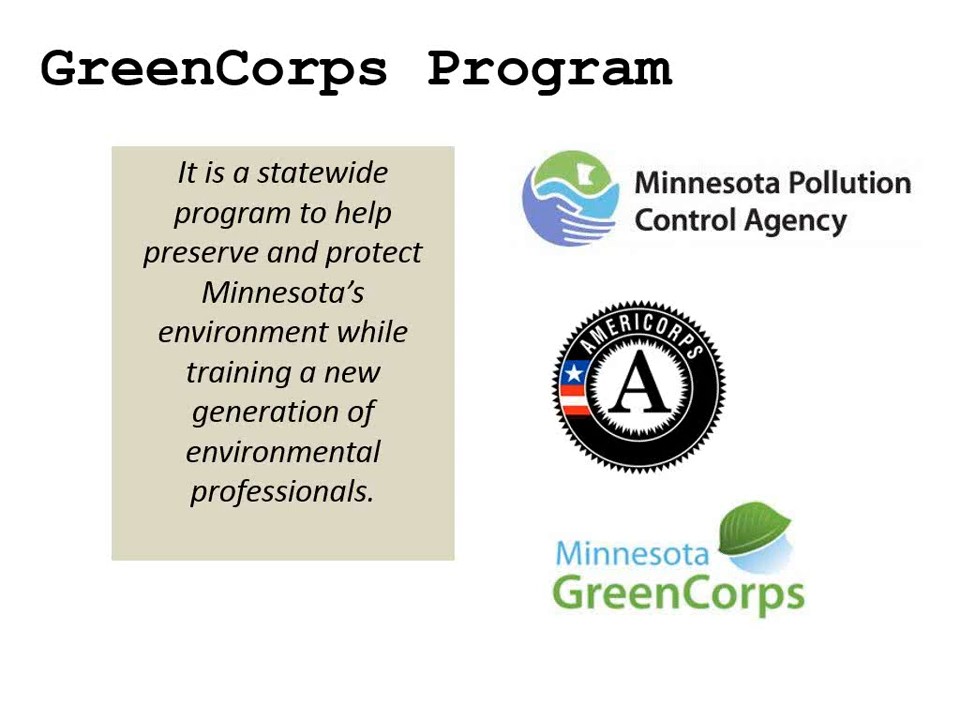 GreenCorps Program
It is a statewide
program to help
preserve and protect
Minnesota’s
environment while
training a new
generation of
environmental
professionals.
Minnesota Pollution
Control Agency
AMERICORPS
A
Minnesota
GreenCorps